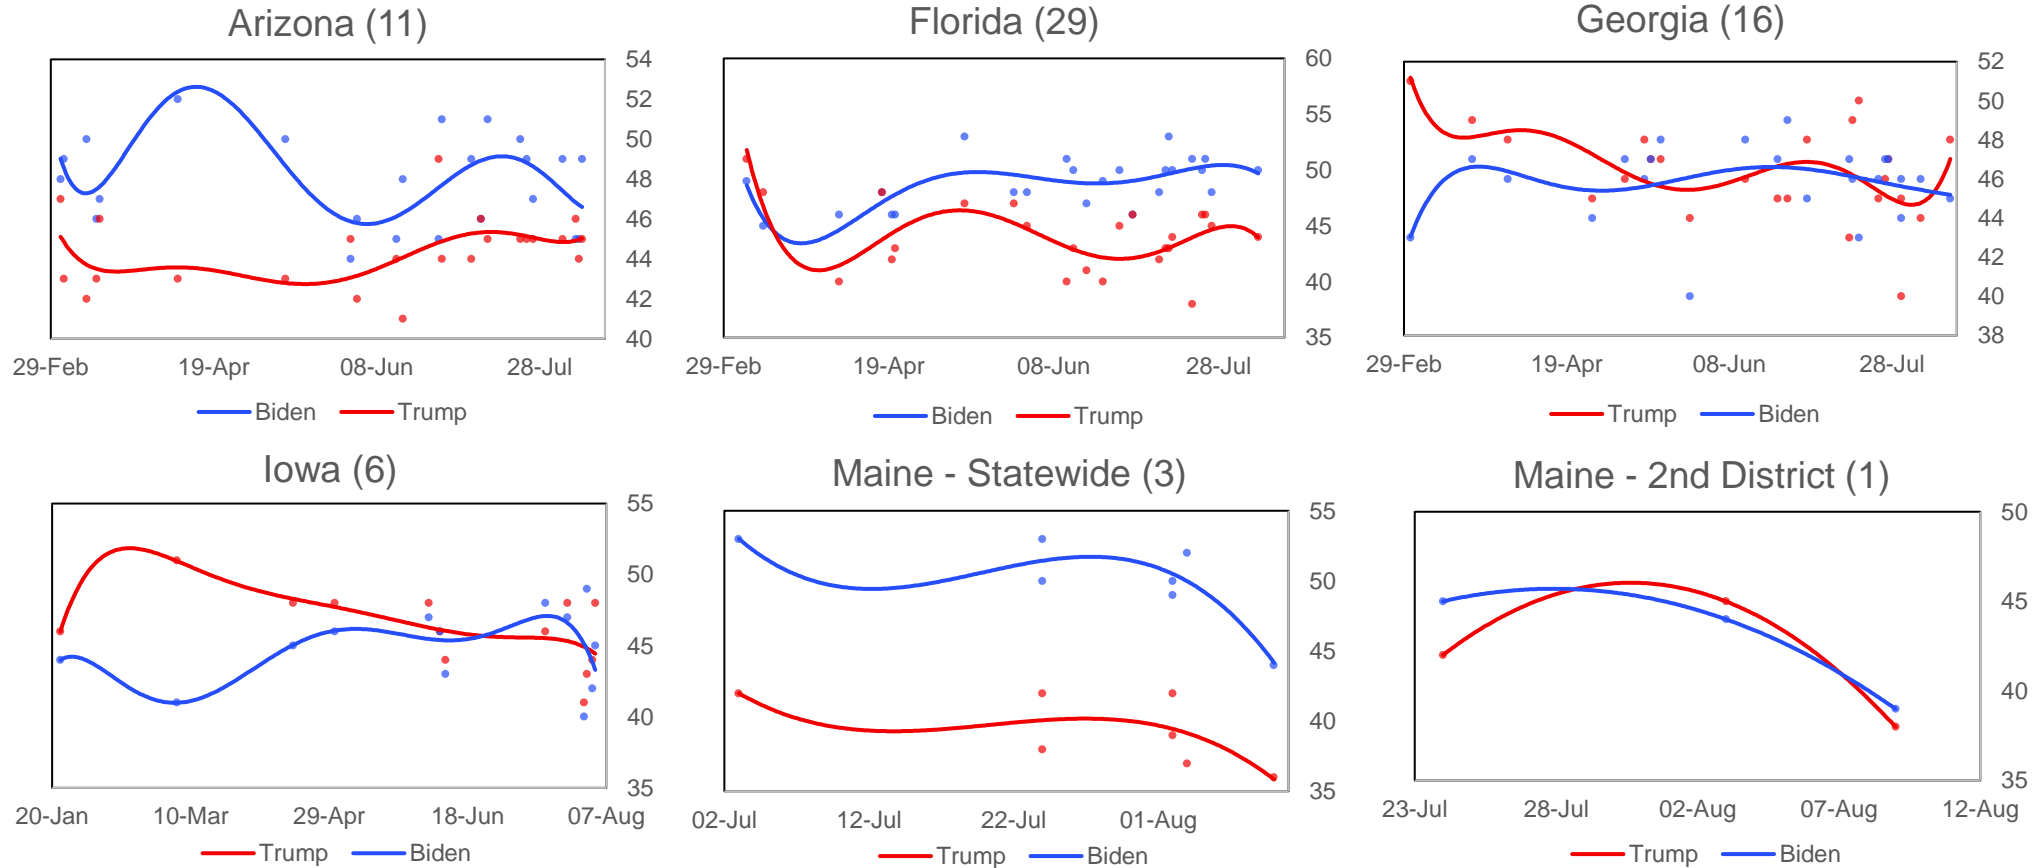 Arizona (11)
54
52
50
48
46
44
42
40
29-Feb 19-Apr 08-Jun 28-Jul
Biden Trump
Florida (29)
60
55
50
45
40
35
29-Feb 19-Apr 08-Jun 28-Jul
Biden Trump
Georgia (16)
52
50
48
46
44
42
40
38
29-Feb 19-Apr 08-Jun 28-Jul
Trump Biden
Iowa (6)
55
50
45
40
35
20-Jan 10-Mar 29-Apr 18-Jun 07-Aug
Trump Biden
Maine - Statewide (3)
55
50
45
40
35
02-Jul 12-Jul 22-Jul 01-Aug
Trump Biden
Maine - 2nd District (1)
50
45
40
35
23-Jul 28-Jul 02-Aug 07-Aug 12-Aug
Trump Biden